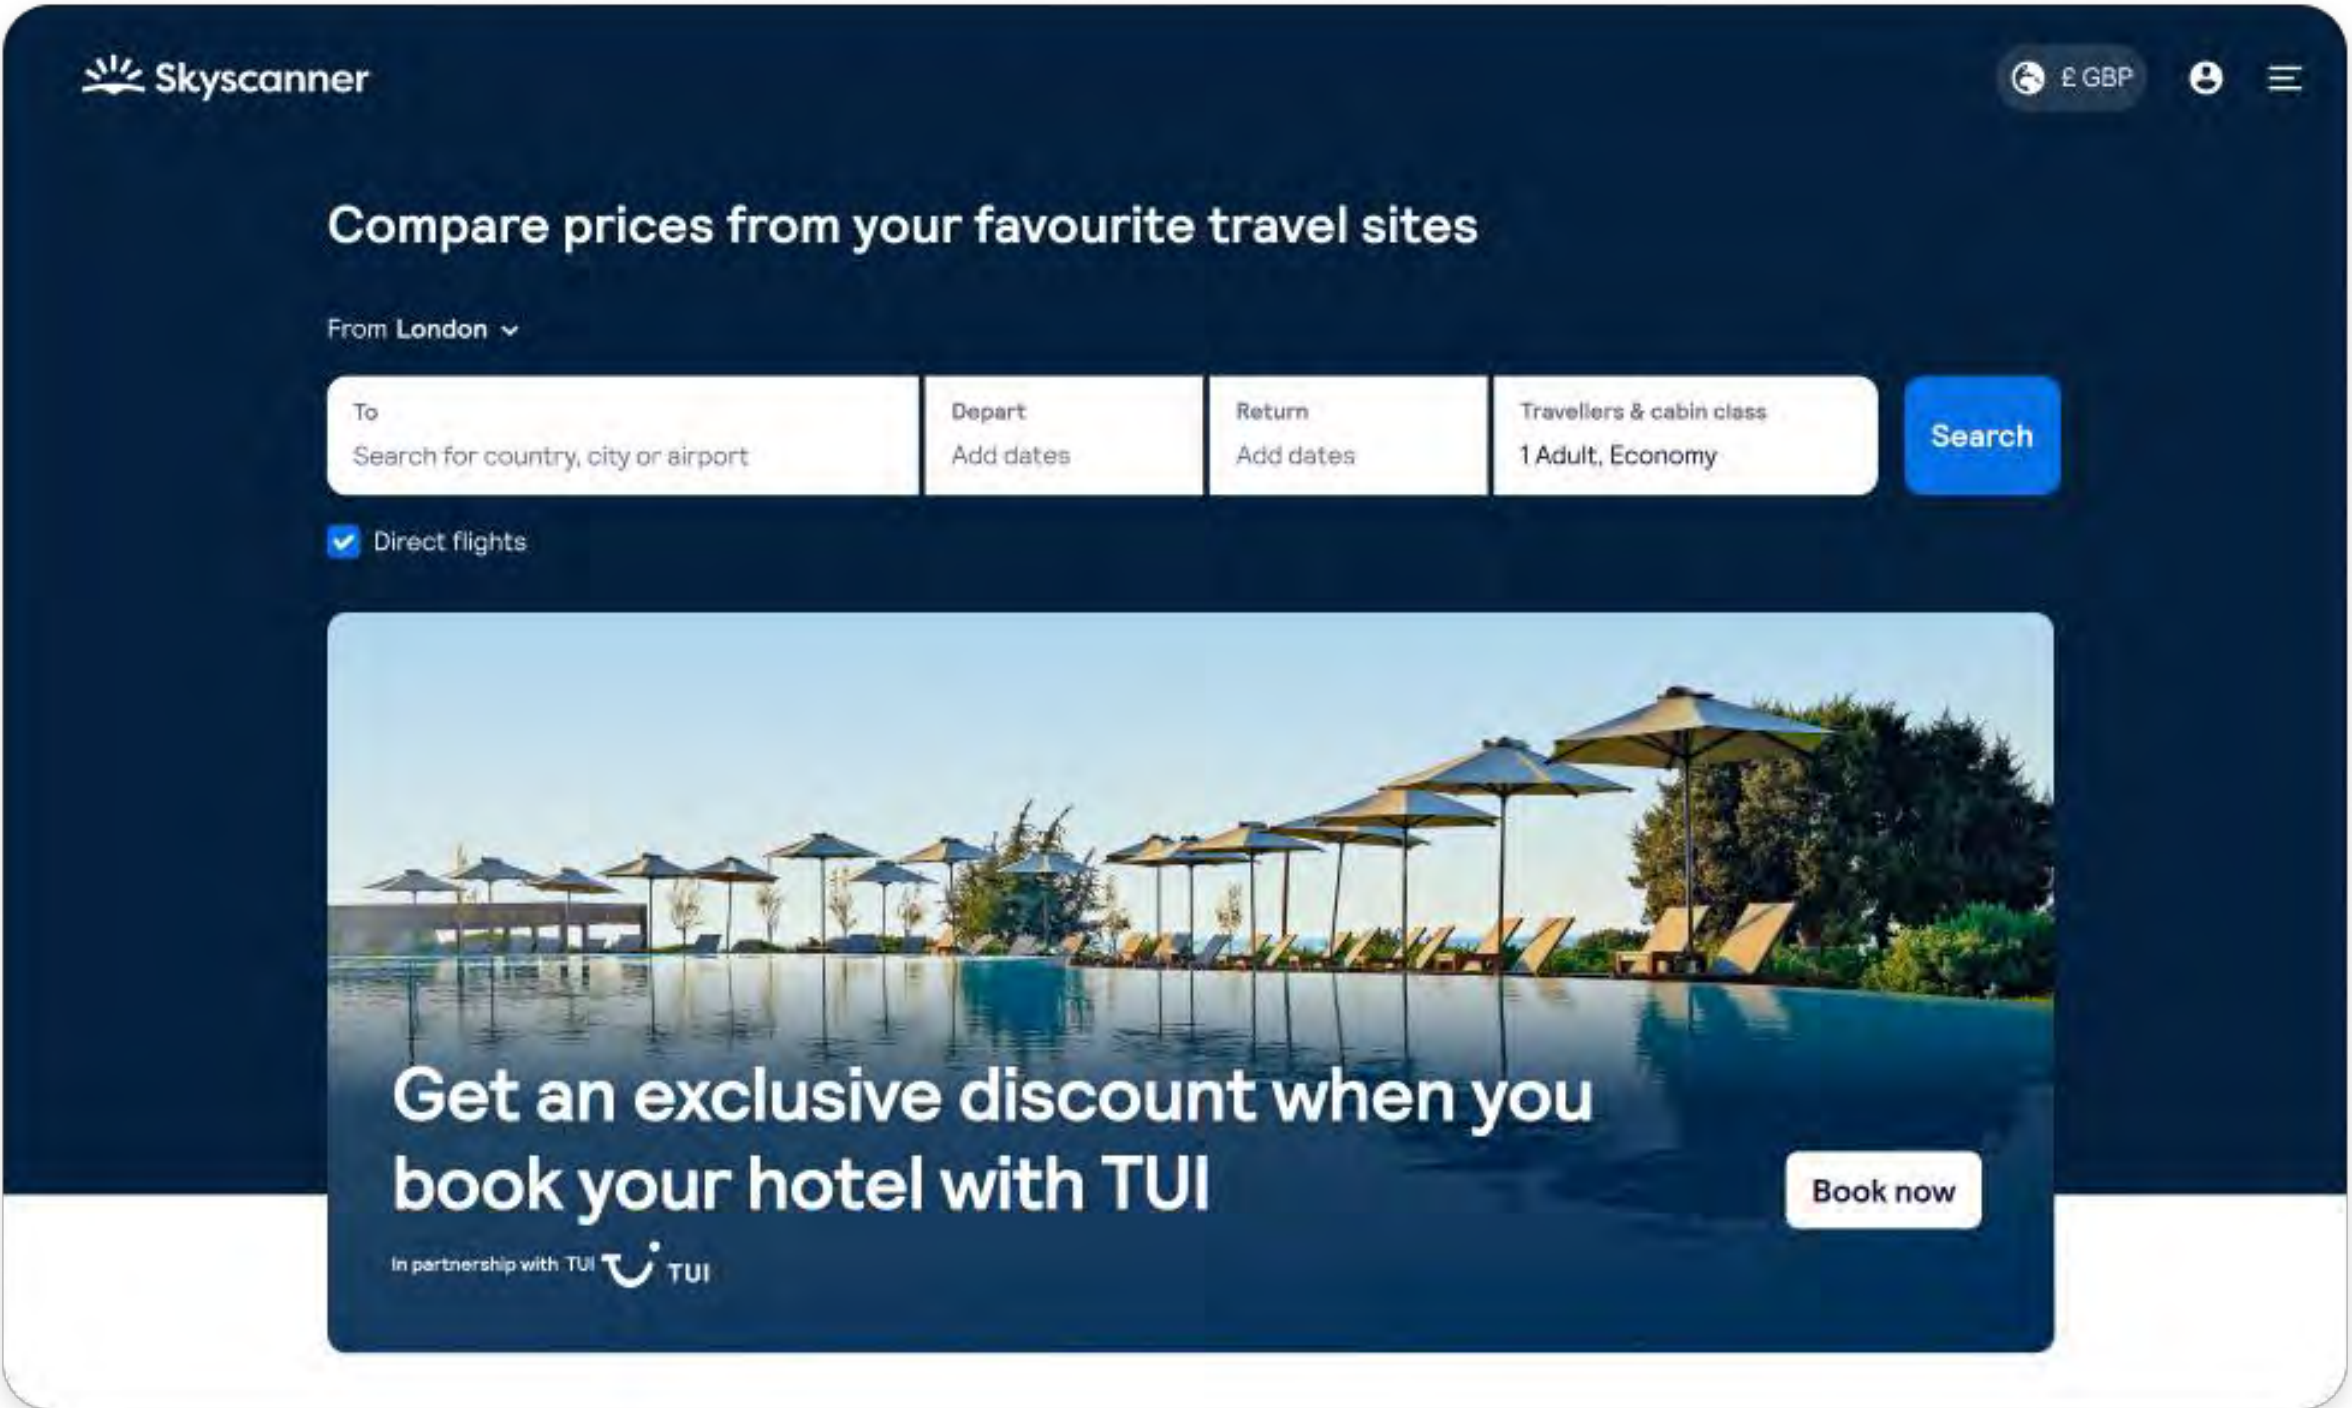 Skyscanner
£ GBP
Compare prices from your favourite travel sites
From London
To
Search for country, city or airport
Depart
Add dates
Return
Add dates
Travellers & cabin class
1 Adult, Economy
Search
Direct flights
Get an exclusive discount when you
book your hotel with TUI
Book now
In partnership with TUI TUI